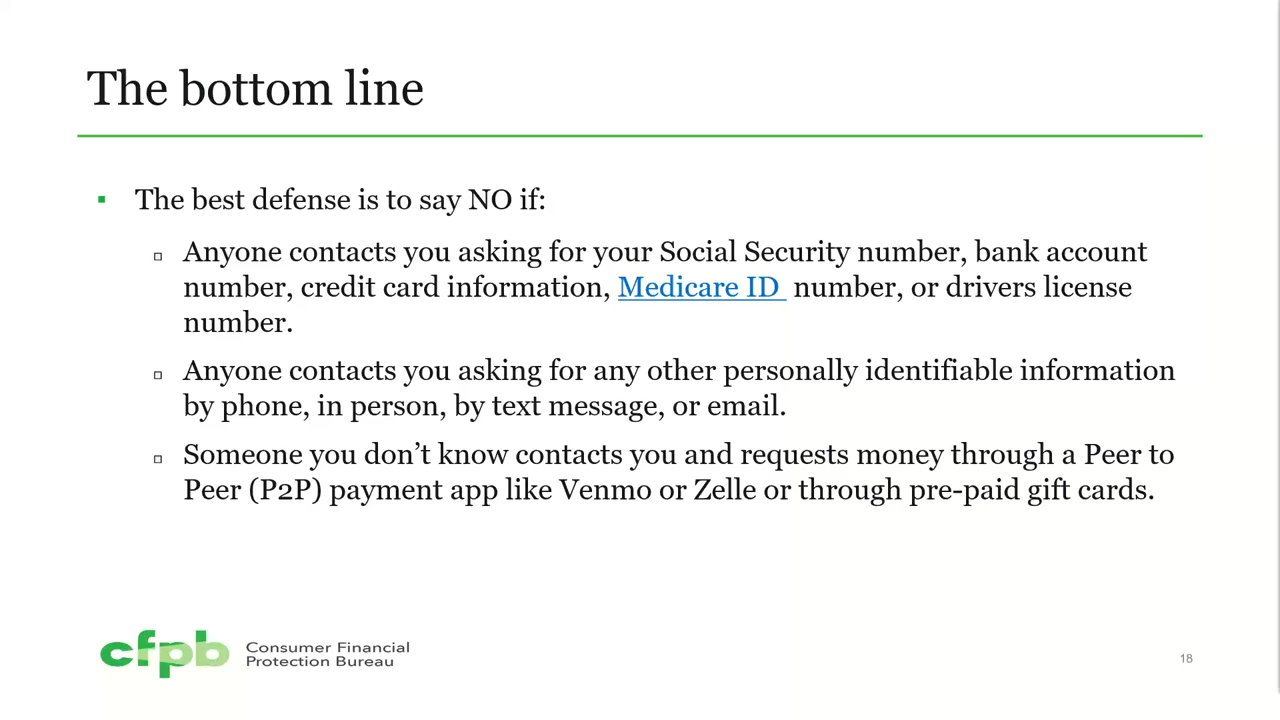 The bottom line
▪ The best defense is to say NO if:
▫ Anyone contacts you asking for your Social Security number, bank account
number, credit card information, Medicare ID number, or drivers license
number.
▫ Anyone contacts you asking for any other personally identifiable information
by phone, in person, by text message, or email.
▫ Someone you don’t know contacts you and requests money through a Peer to
Peer (P2P) payment app like Venmo or Zelle or through pre-paid gift cards.
cfpb
Consumer Financial
Protection Bureau
18